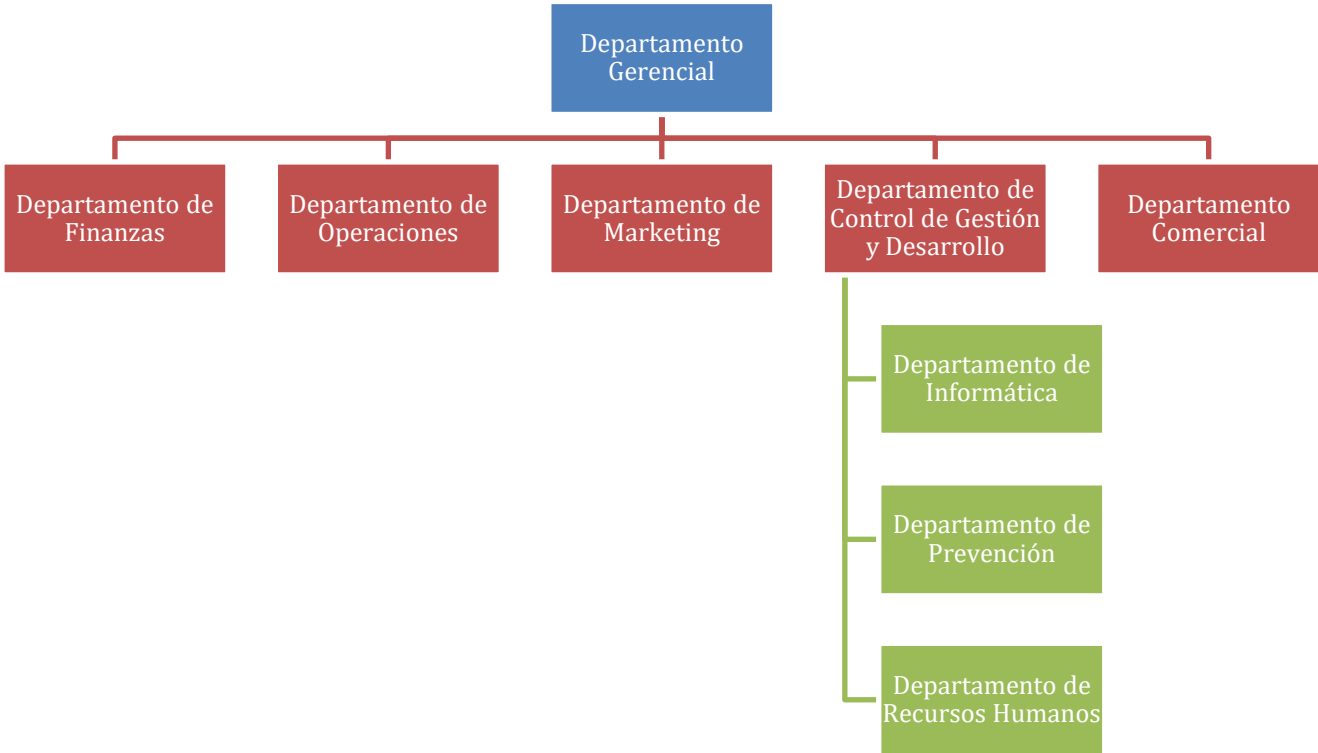 Departamento
Gerencial
Departamento de
Finanzas
Departamento de
Operaciones
Departamento de
Marketing
Departamento de
Control de Gestión
y Desarrollo
Departamento
Comercial
Departamento de
Informática
Departamento de
Prevención
Departamento de
Recursos Humanos